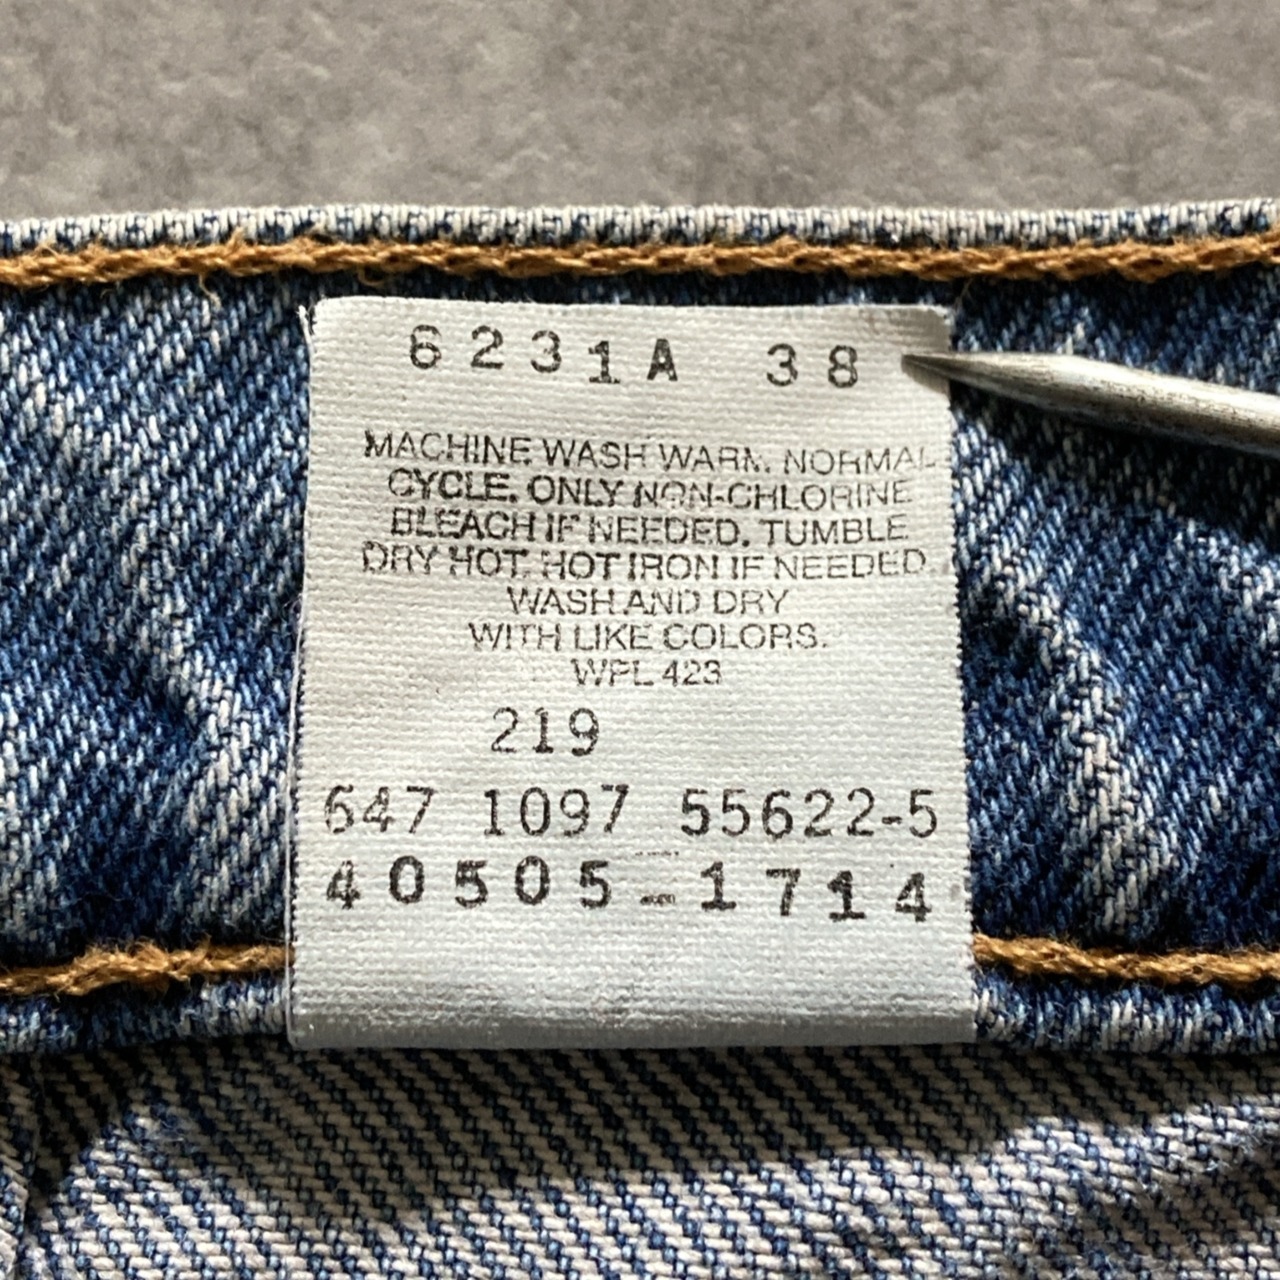 6231A 38
MACHINE WASH WARM. NORMAL
CYCLE. ONLY NON-CHLORINE
BLEACH IF NEEDED. TUMBLE
DRY HOT. HOT IRON IF NEEDED.
WASH AND DRY
WITH LIKE COLORS.
WPL 423
219
647 1097 55622-5
40505-1714